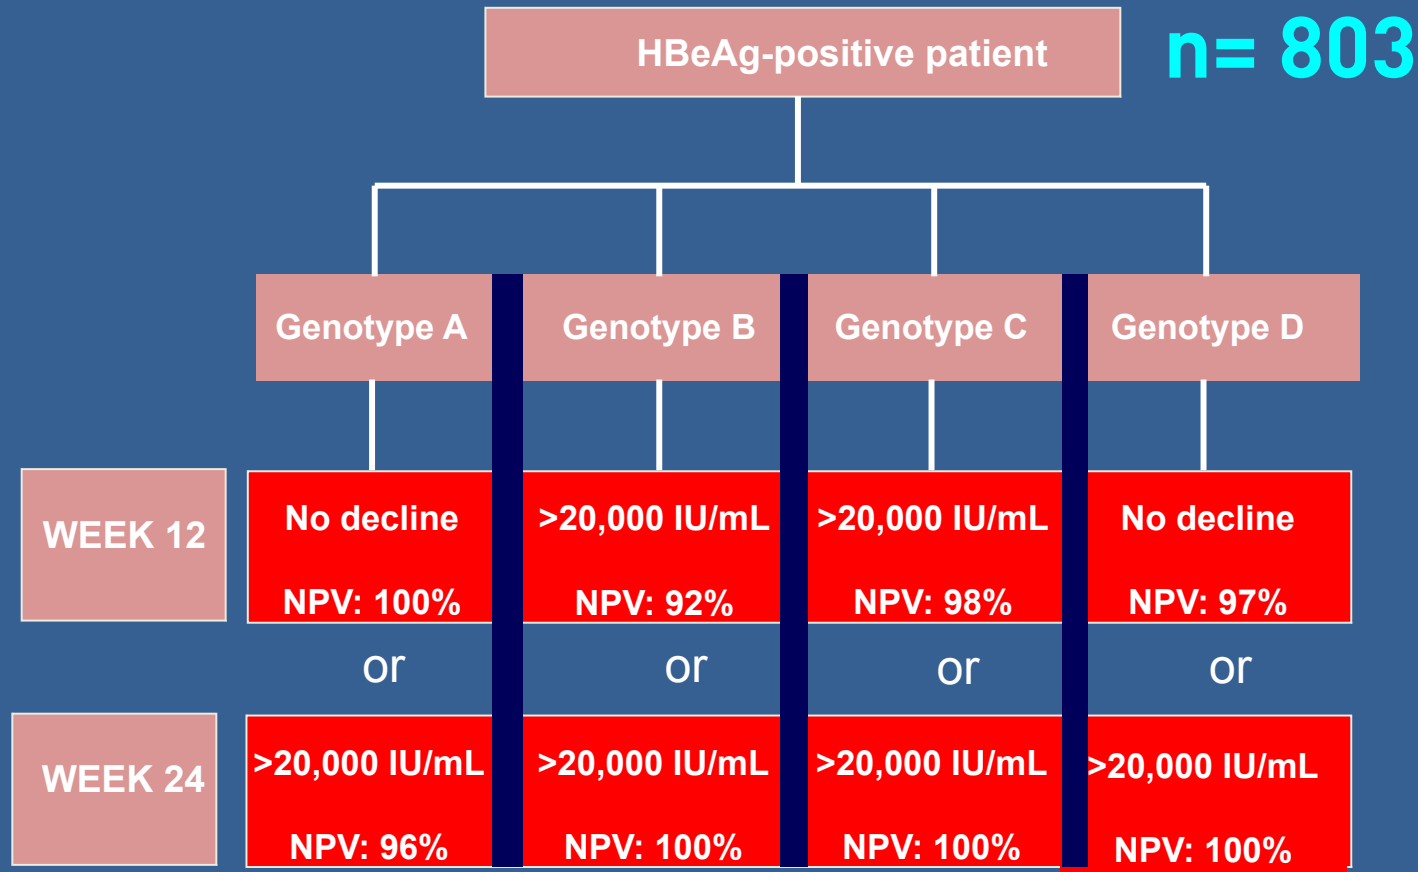 HBeAg-positive patient
n= 803
Genotype A
Genotype B
Genotype C
Genotype D
WEEK 12
No decline
NPV: 100%
>20,000 IU/mL
NPV: 92%
>20,000 IU/mL
NPV: 98%
No decline
NPV: 97%
or
or
or
or
WEEK 24
>20,000 IU/mL
NPV: 96%
>20,000 IU/mL
NPV: 100%
>20,000 IU/mL
NPV: 100%
>20,000 IU/mL
NPV: 100%